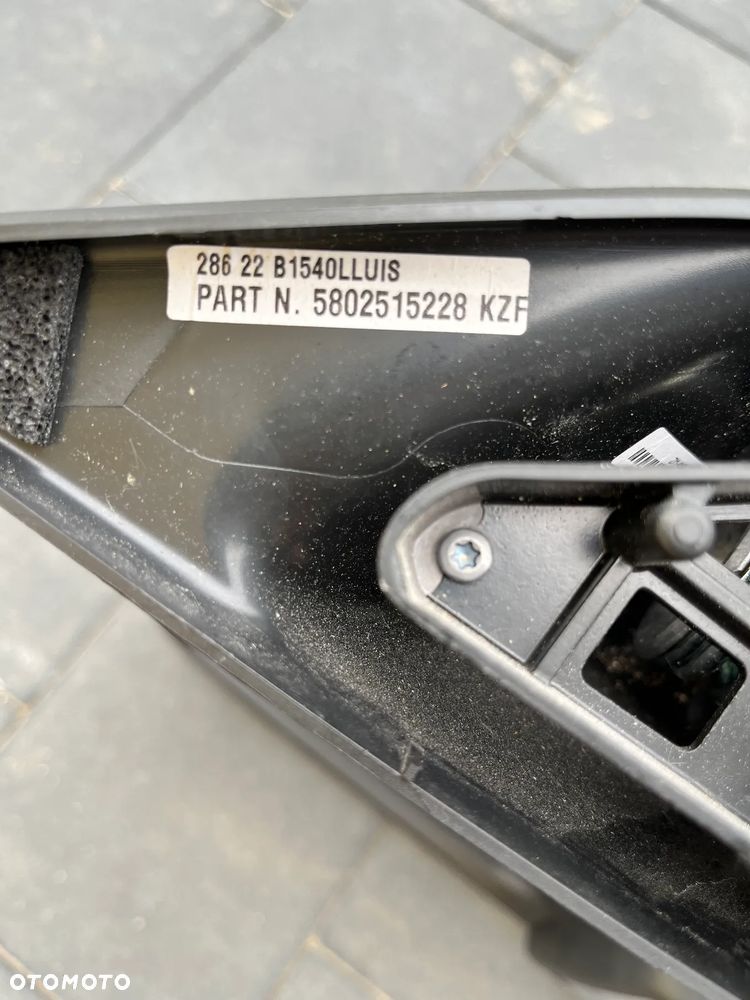 286 22 B1540LLUIS
PART N. 5802515228 KZF
OTOMOTO